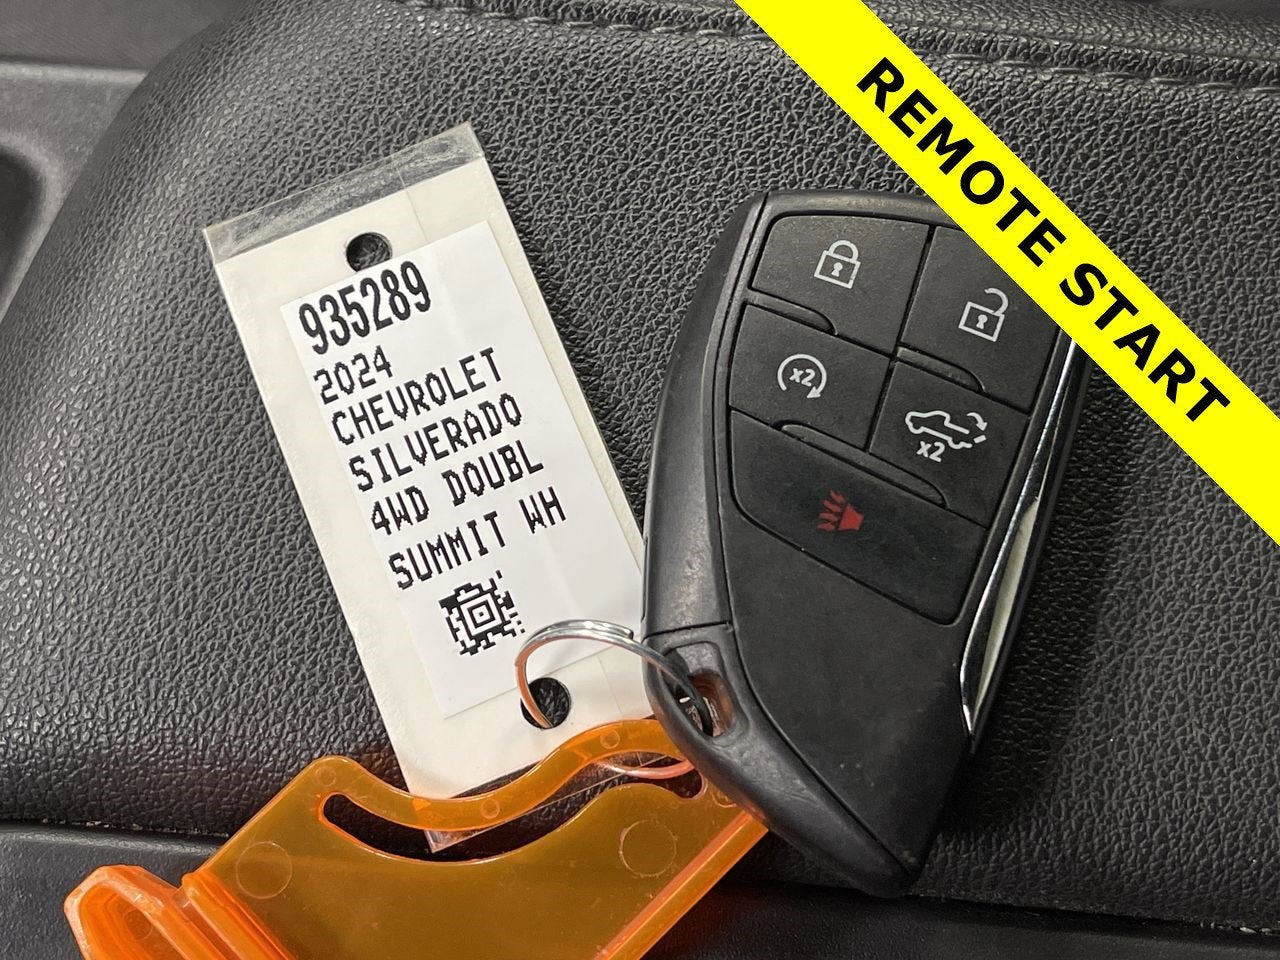 REMOTE START
935289
2024
CHEVROLET
SILVERADO
4WD DOUBL
SUMMIT WH
x2
x2